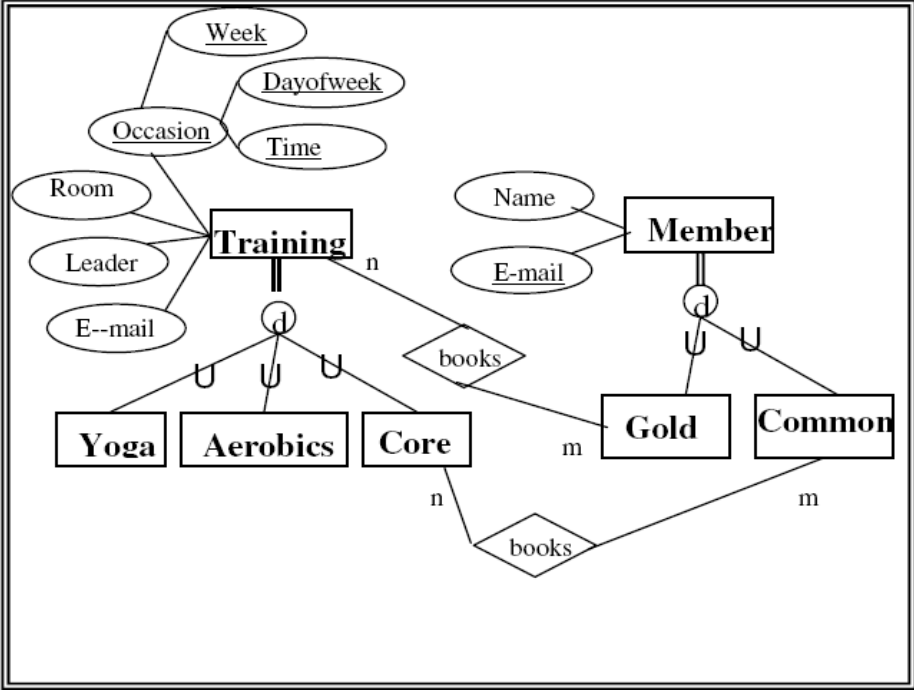 Week
Dayofweek
Occasion
Time
Room
Name
Training
Member
n
Leader
E-mail
d
d
E--mail
books
U
U
U
U
U
Yoga
Aerobics
Core
m
Gold
Common
n
m
books